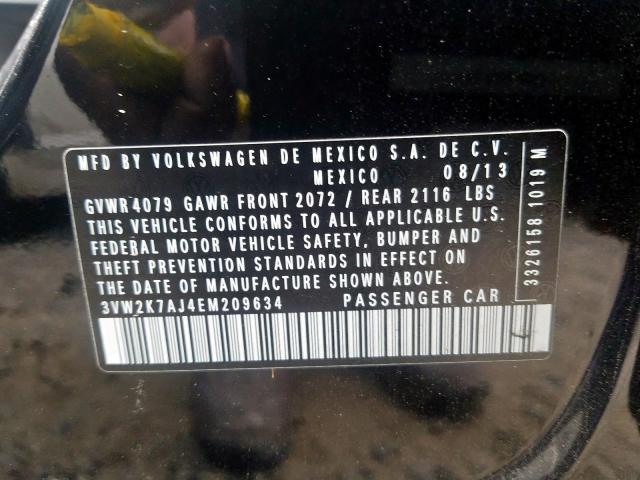 MFD BY VOLKSWAGEN DE MEXICO S.A. DE C.V.
MEXICO 08/13
GVWR 4079 GAWR FRONT 2072 / REAR 2116 LBS
THIS VEHICLE CONFORMS TO ALL APPLICABLE U.S.
FEDERAL MOTOR VEHICLE SAFETY, BUMPER AND
THEFT PREVENTION STANDARDS IN EFFECT ON
THE DATE OF MANUFACTURE SHOWN ABOVE.
3VW2K7AJ4EM209634 PASSENGER CAR
3326158 1019 M